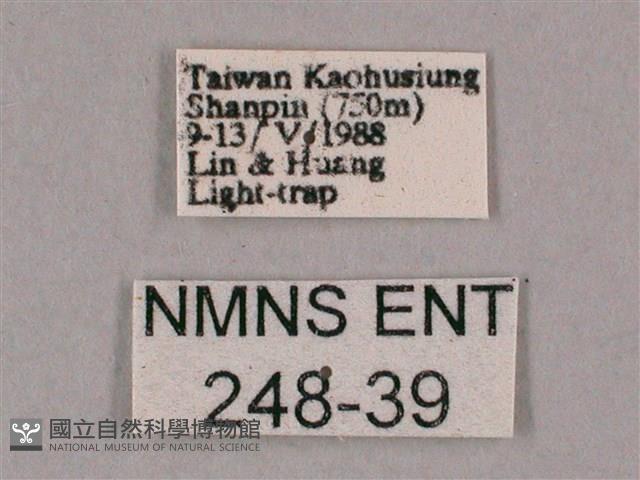 Taiwan Kaohusiung
Shanpin (750m)
9-13/ V/1988
Lin & Huang
Light-trap
NMNS ENT
248-39
國立自然科學博物館
NATIONAL MUSEUM OF NATURAL SCIENCE